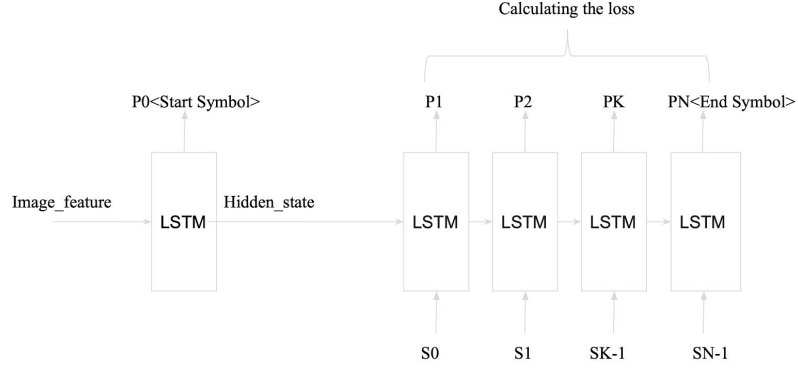 Calculating the loss
P0<Start Symbol>
P1
P2
PK
PN<End Symbol>
Image_feature
LSTM
Hidden_state
LSTM
LSTM
LSTM
LSTM
S0
S1
SK-1
SN-1